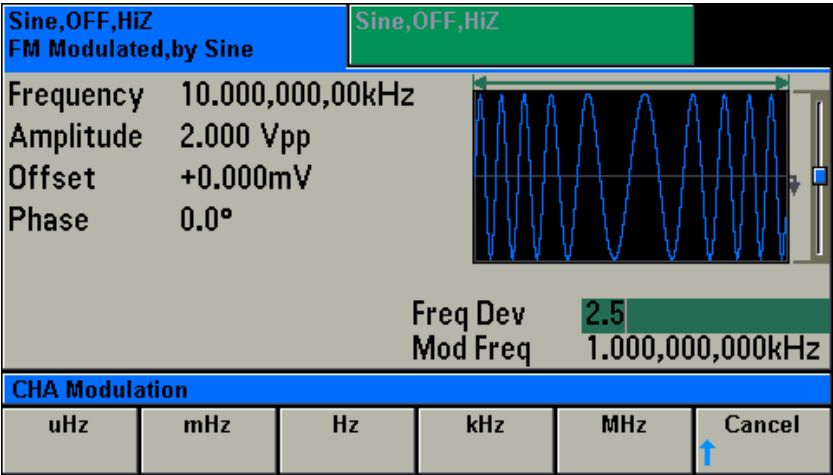 Sine,OFF,HiZ
FM Modulated,by Sine
Sine,OFF,HiZ
Frequency 10.000,000,00kHz
Amplitude 2.000 Vpp
Offset +0.000mV
Phase 0.0°
Freq Dev 2.5
Mod Freq 1.000,000,000kHz
CHA Modulation
uHz mHz Hz kHz MHz Cancel